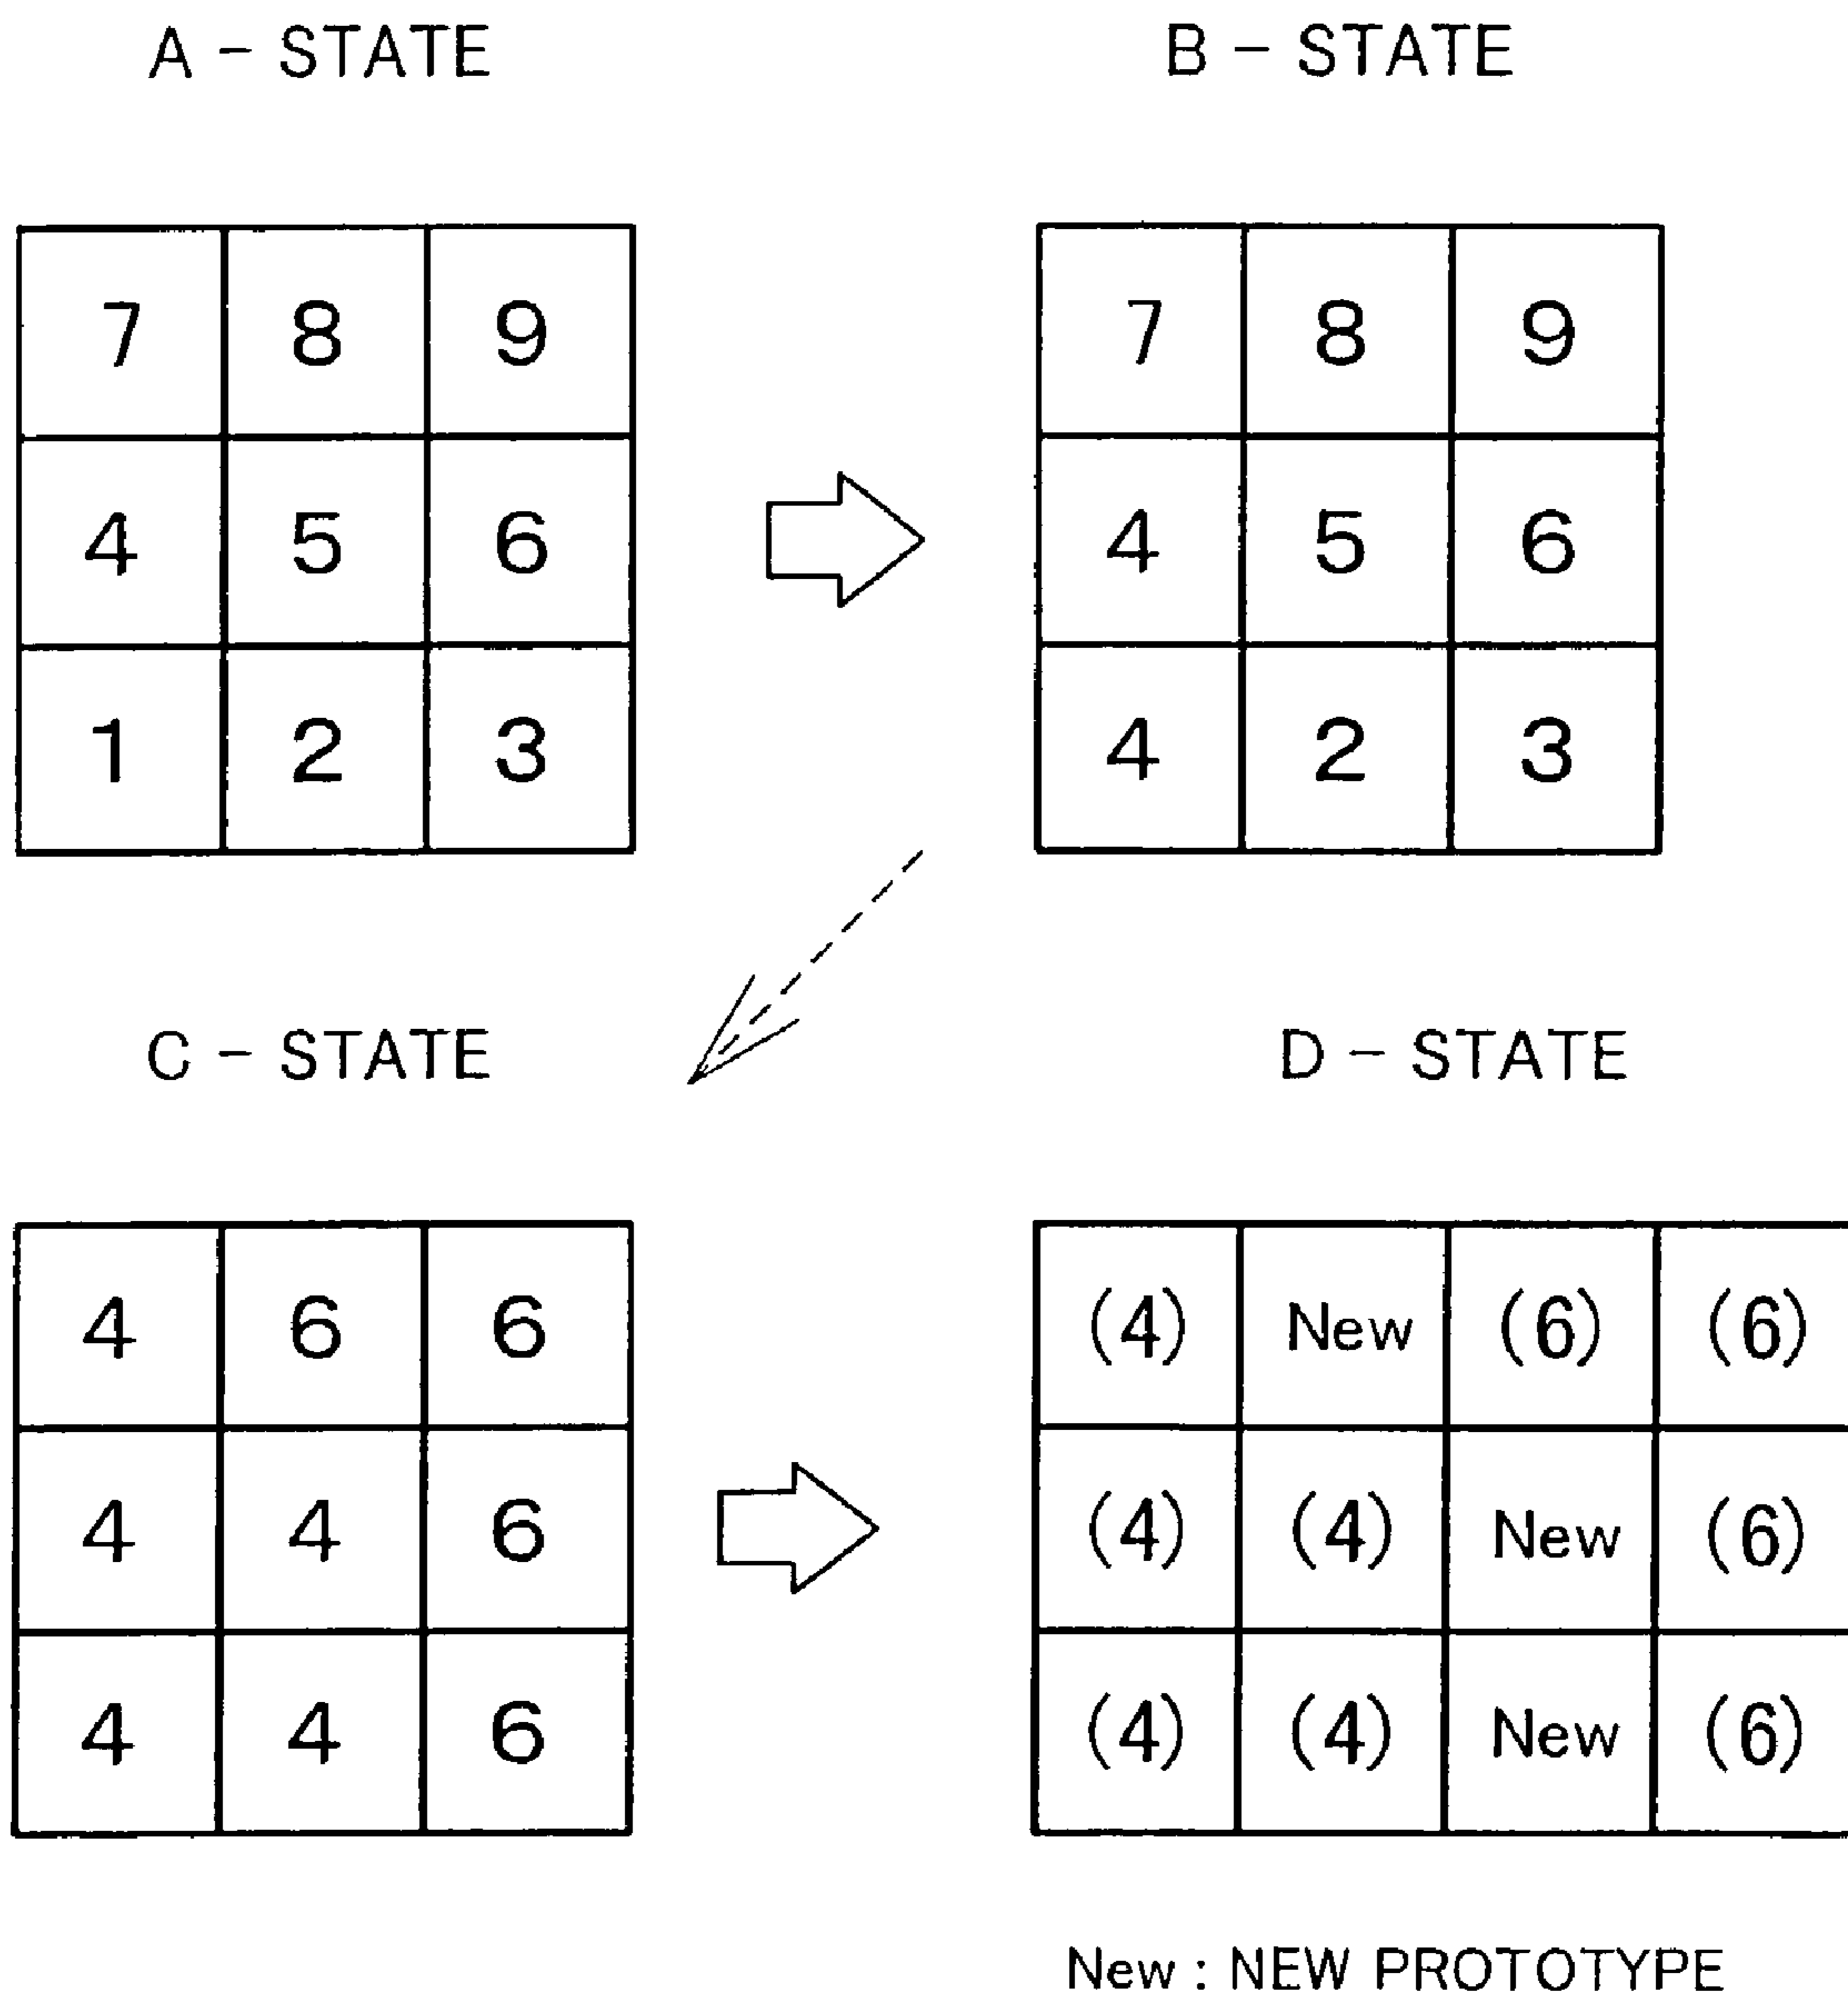 A – STATE B – STATE
7 8 9 7 8 9
4 5 6 4 5 6
1 2 3 4 2 3
C – STATE D – STATE
4 6 6 (4) New (6) (6)
4 4 6 (4) (4) New (6)
4 4 6 (4) (4) New (6)
New : NEW PROTOTYPE